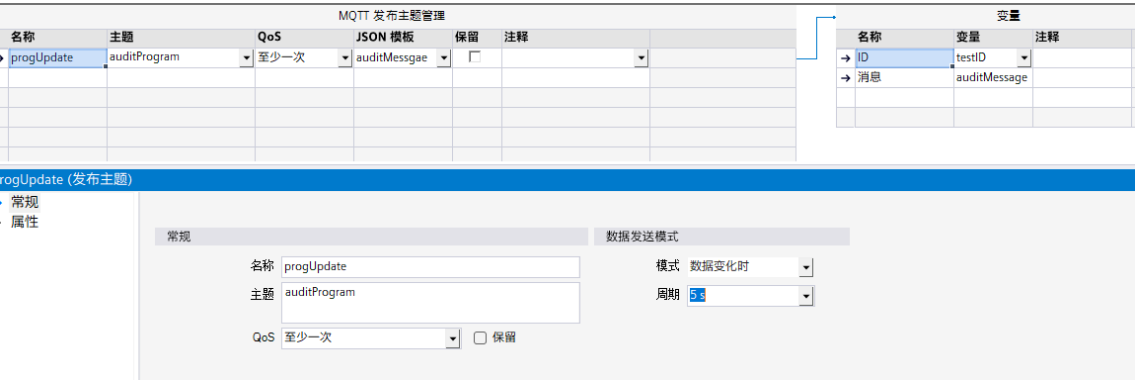 MQTT 发布主题管理 变量
名称 主题 QoS JSON 模板 保留 注释 名称 变量 注释
progUpdate auditProgram 至少一次 auditMessgae ID testID
消息 auditMessage
rogUpdate (发布主题)
常规
属性
常规 数据发送模式
名称 progUpdate 模式 数据变化时
主题 auditProgram 周期 5 s
QoS 至少一次 保留